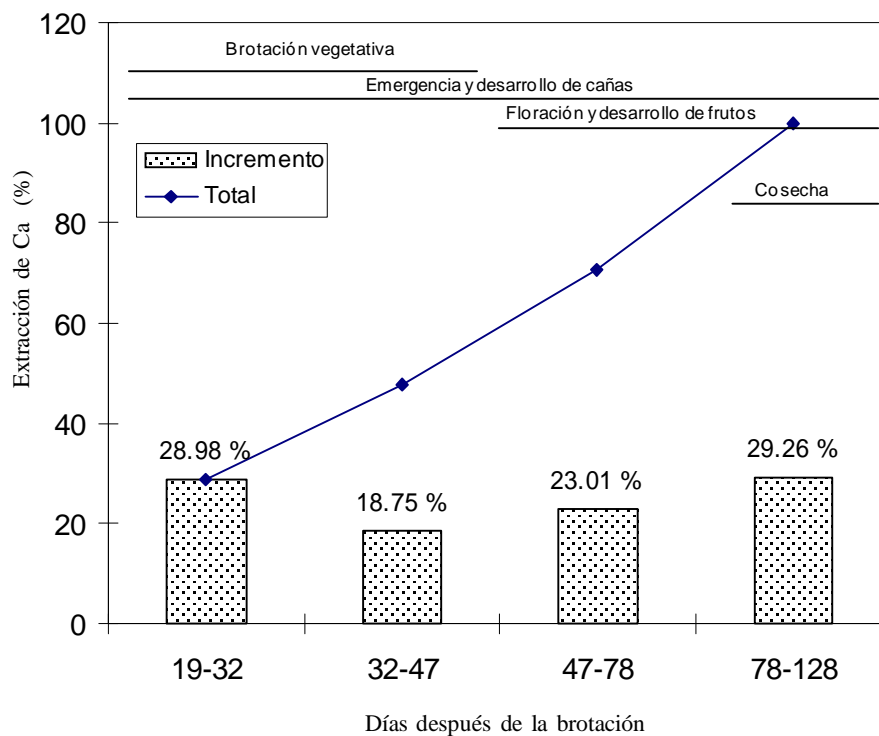 120
100
80
60
40
20
0
Extracción de Ca (%)
Brotación vegetativa
Emergencia y desarrollo de cañas
Floración y desarrollo de frutos
Cosecha
Incremento
Total
28.98 %
18.75 %
23.01 %
29.26 %
19-32
32-47
47-78
78-128
Días después de la brotación